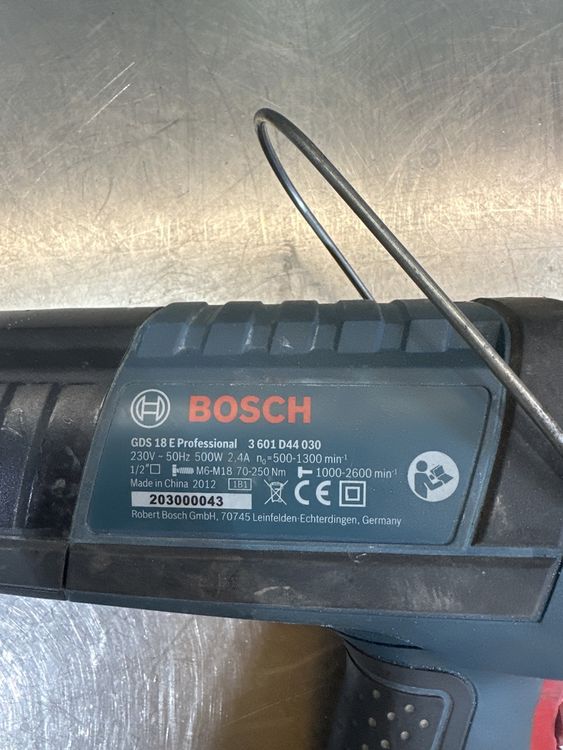 BOSCH
GDS 18 E Professional 3 601 D44 030
230V ~ 50Hz 500W 2,4A n₀=500-1300 min⁻¹
1/2"□ M6-M18 70-250 Nm 1000-2600 min⁻¹
Made in China 2012 1B1
203000043 CE
Robert Bosch GmbH, 70745 Leinfelden-Echterdingen, Germany